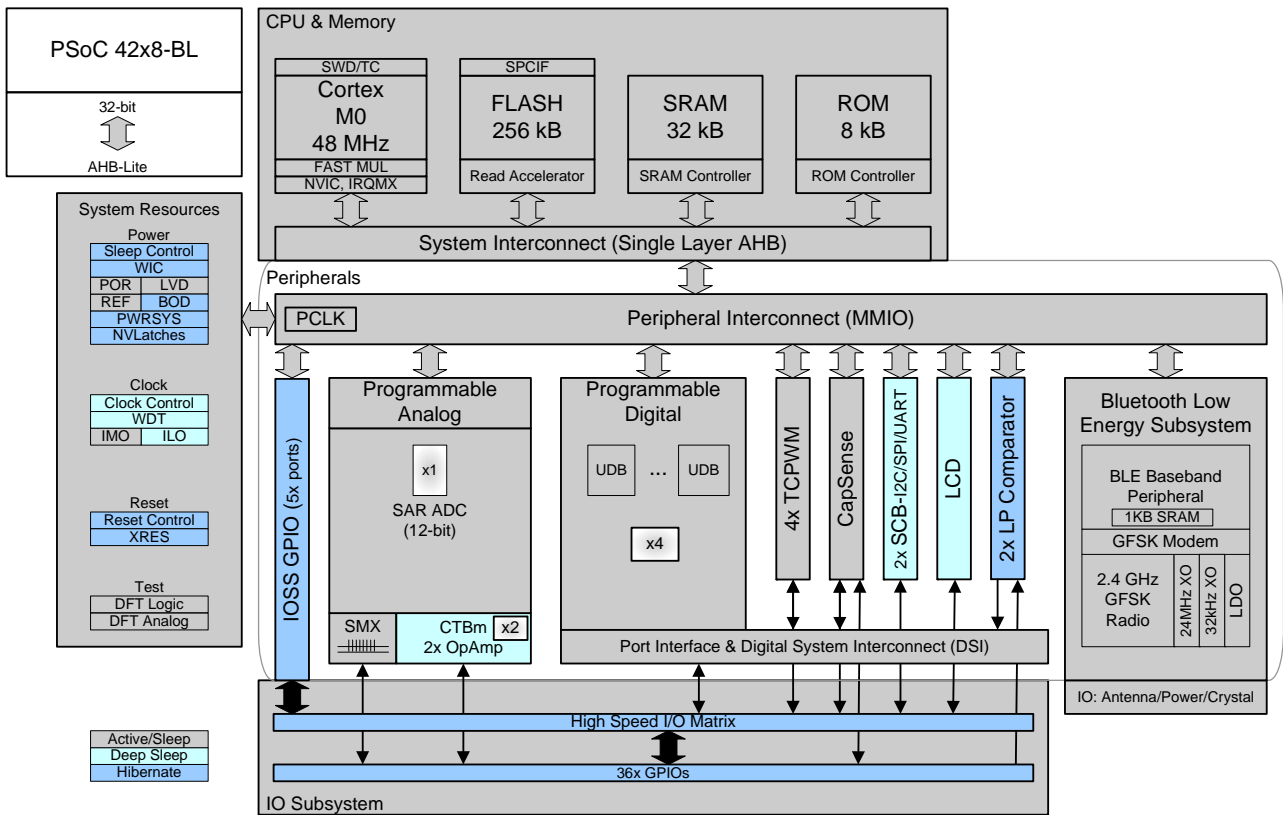 PSoC 42x8-BL
32-bit
AHB-Lite
CPU & Memory
SWD/TC
Cortex
M0
48 MHz
FAST MUL
NVIC, IRQMX
SPCIF
FLASH
256 kB
Read Accelerator
SRAM
32 kB
SRAM Controller
ROM
8 kB
ROM Controller
System Interconnect (Single Layer AHB)
System Resources
Power
Sleep Control
WIC
POR LVD
REF BOD
PWRSYS
NVLatches
Clock
Clock Control
WDT
IMO ILO
Reset
Reset Control
XRES
Test
DFT Logic
DFT Analog
Peripherals
PCLK
Peripheral Interconnect (MMIO)
IOSS GPIO (5x ports)
Programmable
Analog
x1
SAR ADC
(12-bit)
SMX
CTBm
x2
2x OpAmp
Programmable
Digital
UDB ... UDB
x4
4x TCPWM
CapSense
2x SCB-I2C/SPI/UART
LCD
2x LP Comparator
Port Interface & Digital System Interconnect (DSI)
Bluetooth Low
Energy Subsystem
BLE Baseband
Peripheral
1KB SRAM
GFSK Modem
2.4 GHz
GFSK
Radio
24MHz XO
32kHz XO
LDO
IO: Antenna/Power/Crystal
High Speed I/O Matrix
36x GPIOs
IO Subsystem
Active/Sleep
Deep Sleep
Hibernate